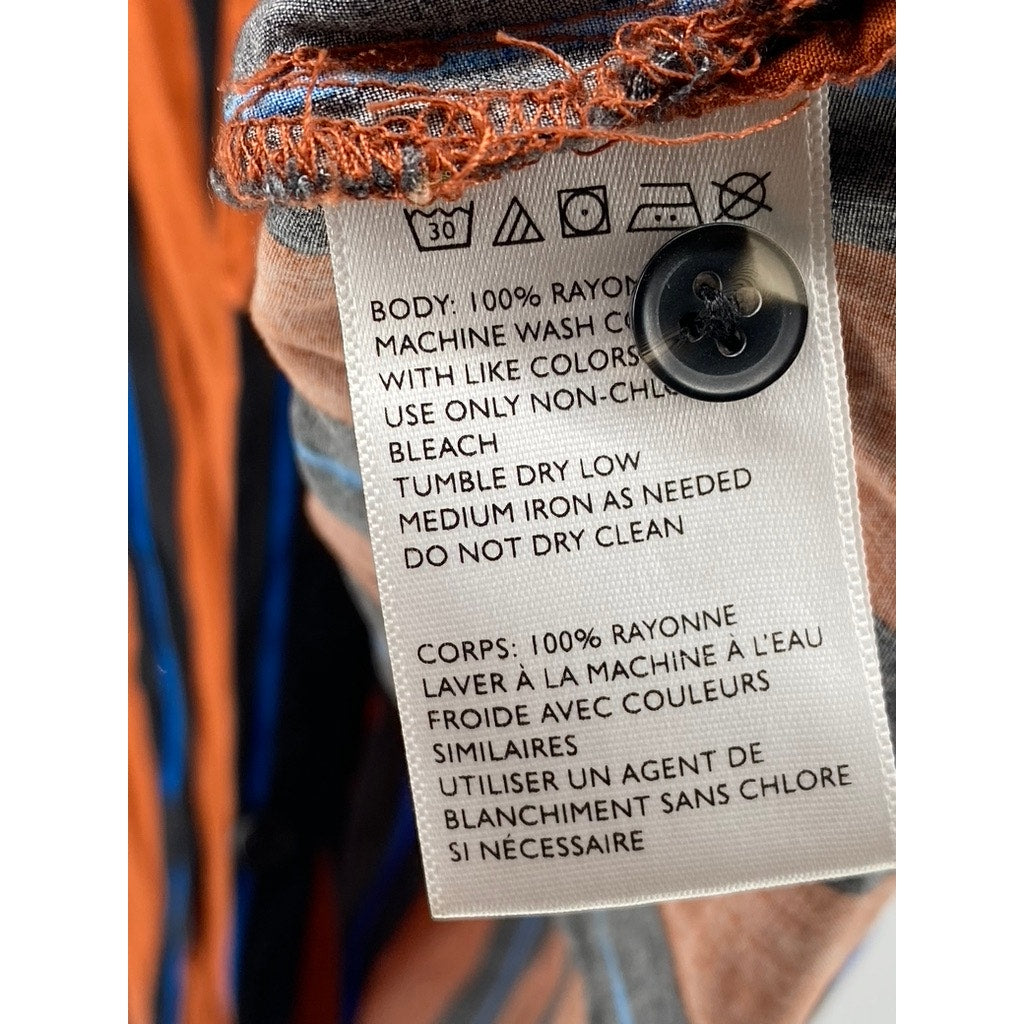 30
BODY: 100% RAYON
MACHINE WASH
WITH LIKE COLORS
USE ONLY
BLEACH
TUMBLE DRY LOW
MEDIUM IRON AS NEEDED
DO NOT DRY CLEAN
CORPS: 100% RAYONNE
LAVER À LA MACHINE À L'EAU
FROIDE AVEC COULEURS
SIMILAIRES
UTILISER UN AGENT DE
BLANCHIMENT SANS CHLORE
SI NÉCESSAIRE